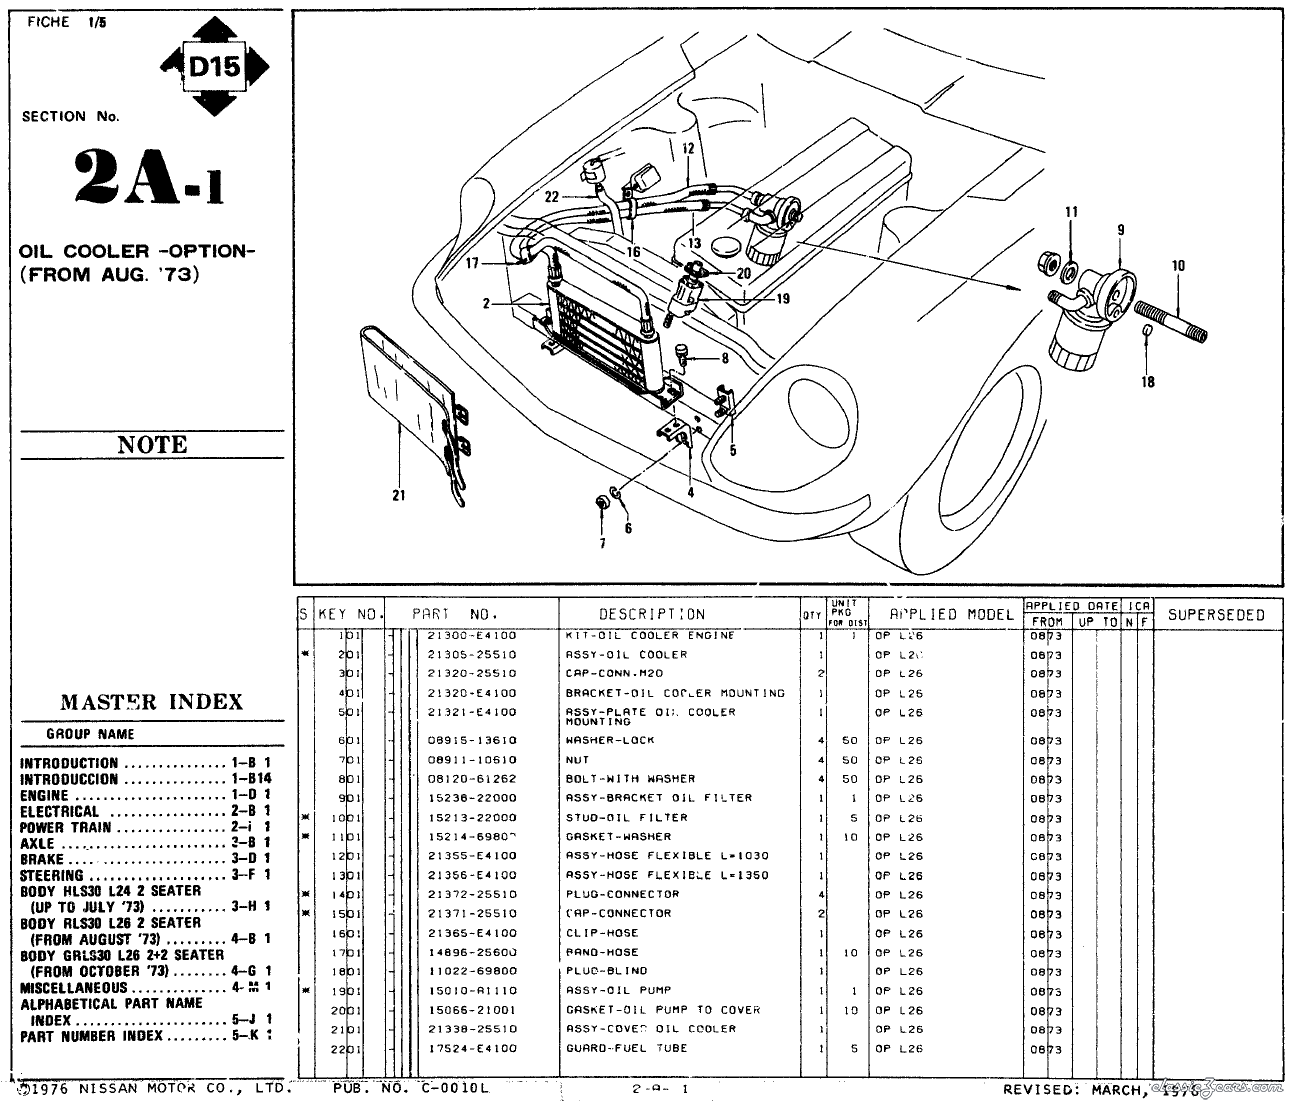 FICHE 1/5
D15
SECTION No.
2A-1
OIL COOLER -OPTION-
(FROM AUG. '73)
NOTE
MASTER INDEX
GROUP NAME
INTRODUCTION .............. 1-B 1
INTRODUCCION .............. 1-B14
ENGINE .................... 1-D 1
ELECTRICAL ................ 2-B 1
POWER TRAIN .............. 2-i 1
AXLE ...................... 3-B 1
BRAKE ..................... 3-D 1
STEERING .................. 3-F 1
BODY HLS30 L24 2 SEATER
(UP TO JULY '73) .......... 3-H 1
BODY RLS30 L26 2 SEATER
(FROM AUGUST '73) ......... 4-B 1
BODY GRLS30 L26 2+2 SEATER
(FROM OCTOBER '73) ........ 4-G 1
MISCELLANEOUS ............. 4-M 1
ALPHABETICAL PART NAME
INDEX ..................... 5-J 1
PART NUMBER INDEX ......... 5-K 1
12
22
16
13
17
2
20
19
8
5
4
6
7
21
11
9
10
18
S KEY NO. PART NO. DESCRIPTION QTY UNIT PKG FOR DIST APPLIED MODEL APPLIED DATE FROM UP TO ICA N F SUPERSEDED
1 01 - 21300-E4100 KIT-OIL COOLER ENGINE 1 1 OP L26 0873
* 2 01 - 21305-25510 ASSY-OIL COOLER 1 OP L26 0873
3 01 - 21320-25510 CAP-CONN.M20 2 OP L26 0873
4 01 - 21320-E4100 BRACKET-OIL COOLER MOUNTING 1 OP L26 0873
5 01 - 21321-E4100 ASSY-PLATE OIL COOLER MOUNTING 1 OP L26 0873
6 01 - 08915-13610 WASHER-LOCK 4 50 OP L26 0873
7 01 - 08911-10610 NUT 4 50 OP L26 0873
8 01 - 08120-61262 BOLT-WITH WASHER 4 50 OP L26 0873
9 01 - 15238-22000 ASSY-BRACKET OIL FILTER 1 1 OP L26 0873
* 10 01 - 15213-22000 STUD-OIL FILTER 1 5 OP L26 0873
* 11 01 - GASKET-WASHER 1 10 OP L26 0873
12 01 - 21355-E4100 ASSY-HOSE FLEXIBLE L=1030 1 OP L26 0873
13 01 - 21356-E4100 ASSY-HOSE FLEXIBLE L=1350 1 OP L26 0873
* 14 01 - 21372-25510 PLUG-CONNECTOR 4 OP L26 0873
* 15 01 - 21371-25510 CAP-CONNECTOR 2 OP L26 0873
16 01 - 21365-E4100 CLIP-HOSE 1 OP L26 0873
17 01 - 14896-25600 BAND-HOSE 1 10 OP L26 0873
18 01 - 11022-69800 PLUG-BLIND 1 OP L26 0873
* 19 01 - 15010-A1110 ASSY-OIL PUMP 1 1 OP L26 0873
20 01 - 15066-21001 GASKET-OIL PUMP TO COVER 1 10 OP L26 0873
21 01 - 21338-25510 ASSY-COVER OIL COOLER 1 OP L26 0873
22 01 - 17524-E4100 GUARD-FUEL TUBE 1 5 OP L26 0873
©1976 NISSAN MOTOR CO., LTD. PUB. NO. C-0010L 2-A- 1 REVISED: MARCH, 1976
classiczcars.com